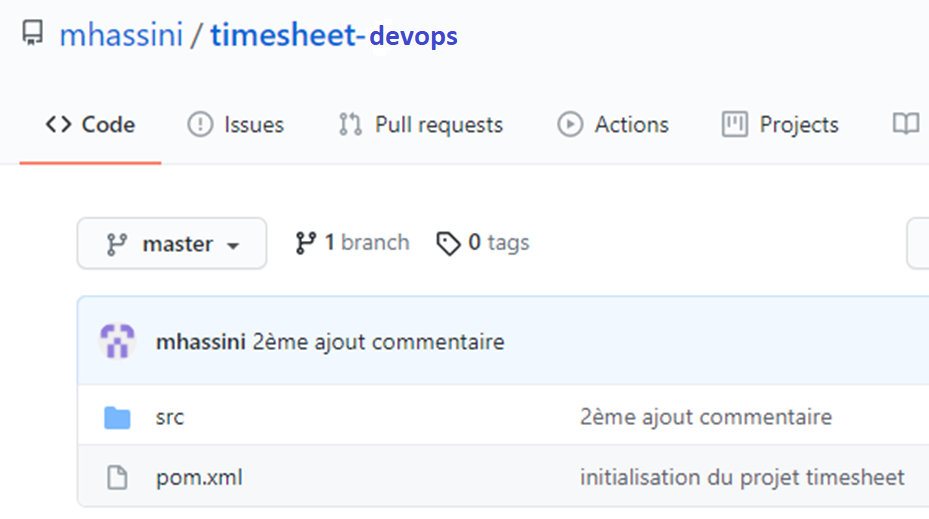 mhassini / timesheet-devops
Code Issues Pull requests Actions Projects
master 1 branch 0 tags
mhassini 2ème ajout commentaire
src 2ème ajout commentaire
pom.xml initialisation du projet timesheet